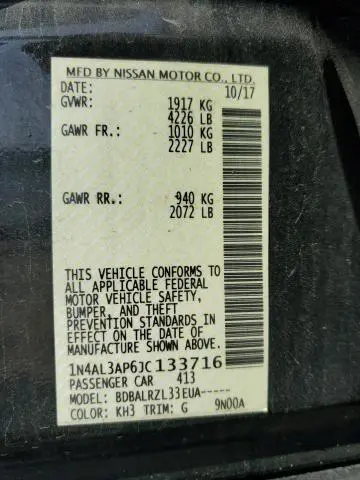 MFD BY NISSAN MOTOR CO., LTD.
DATE: 10/17
GVWR: 1917 KG
4226 LB
GAWR FR.: 1010 KG
2227 LB
GAWR RR.: 940 KG
2072 LB
THIS VEHICLE CONFORMS TO
ALL APPLICABLE FEDERAL
MOTOR VEHICLE SAFETY,
BUMPER, AND THEFT
PREVENTION STANDARDS IN
EFFECT ON THE DATE OF
MANUFACTURE SHOWN ABOVE.
1N4AL3AP6JC133716
PASSENGER CAR 413
MODEL: BDBALRZL33EUA-----
COLOR: KH3 TRIM: G 9N00A